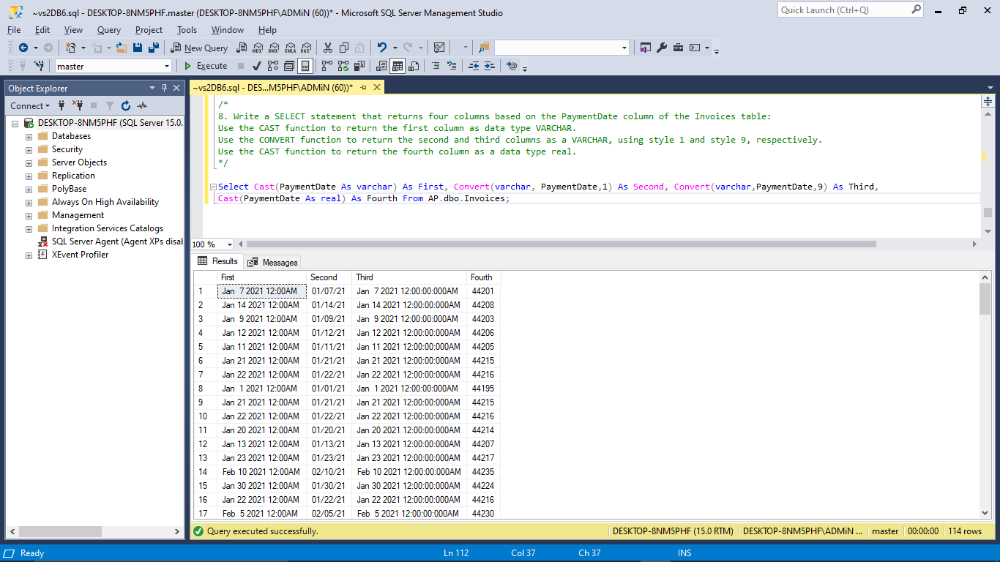 ~vs2DB6.sql - DESKTOP-8NM5PHF.master (DESKTOP-8NM5PHF\ADMiN (60))* - Microsoft SQL Server Management Studio
Quick Launch (Ctrl+Q)
File Edit View Query Project Tools Window Help
New Query MDX DMX XMLA DAX
master Execute
Object Explorer
~vs2DB6.sql - DES...M5PHF\ADMiN (60))*
Connect
DESKTOP-8NM5PHF (SQL Server 15.0.
Databases
Security
Server Objects
Replication
PolyBase
Always On High Availability
Management
Integration Services Catalogs
SQL Server Agent (Agent XPs disab
XEvent Profiler
/*
8. Write a SELECT statement that returns four columns based on the PaymentDate column of the Invoices table:
Use the CAST function to return the first column as data type VARCHAR.
Use the CONVERT function to return the second and third columns as a VARCHAR, using style 1 and style 9, respectively.
Use the CAST function to return the fourth column as a data type real.
*/
Select Cast(PaymentDate As varchar) As First, Convert(varchar, PaymentDate,1) As Second, Convert(varchar,PaymentDate,9) As Third,
Cast(PaymentDate As real) As Fourth From AP.dbo.Invoices;
100 %
Results Messages
First Second Third Fourth
1 Jan 7 2021 12:00AM 01/07/21 Jan 7 2021 12:00:00:000AM 44201
2 Jan 14 2021 12:00AM 01/14/21 Jan 14 2021 12:00:00:000AM 44208
3 Jan 9 2021 12:00AM 01/09/21 Jan 9 2021 12:00:00:000AM 44203
4 Jan 12 2021 12:00AM 01/12/21 Jan 12 2021 12:00:00:000AM 44206
5 Jan 11 2021 12:00AM 01/11/21 Jan 11 2021 12:00:00:000AM 44205
6 Jan 21 2021 12:00AM 01/21/21 Jan 21 2021 12:00:00:000AM 44215
7 Jan 22 2021 12:00AM 01/22/21 Jan 22 2021 12:00:00:000AM 44216
8 Jan 1 2021 12:00AM 01/01/21 Jan 1 2021 12:00:00:000AM 44195
9 Jan 21 2021 12:00AM 01/21/21 Jan 21 2021 12:00:00:000AM 44215
10 Jan 22 2021 12:00AM 01/22/21 Jan 22 2021 12:00:00:000AM 44216
11 Jan 20 2021 12:00AM 01/20/21 Jan 20 2021 12:00:00:000AM 44214
12 Jan 13 2021 12:00AM 01/13/21 Jan 13 2021 12:00:00:000AM 44207
13 Jan 23 2021 12:00AM 01/23/21 Jan 23 2021 12:00:00:000AM 44217
14 Feb 10 2021 12:00AM 02/10/21 Feb 10 2021 12:00:00:000AM 44235
15 Jan 30 2021 12:00AM 01/30/21 Jan 30 2021 12:00:00:000AM 44224
16 Jan 22 2021 12:00AM 01/22/21 Jan 22 2021 12:00:00:000AM 44216
17 Feb 5 2021 12:00AM 02/05/21 Feb 5 2021 12:00:00:000AM 44230
Query executed successfully. DESKTOP-8NM5PHF (15.0 RTM) DESKTOP-8NM5PHF\ADMiN ... master 00:00:00 114 rows
Ready Ln 112 Col 37 Ch 37 INS